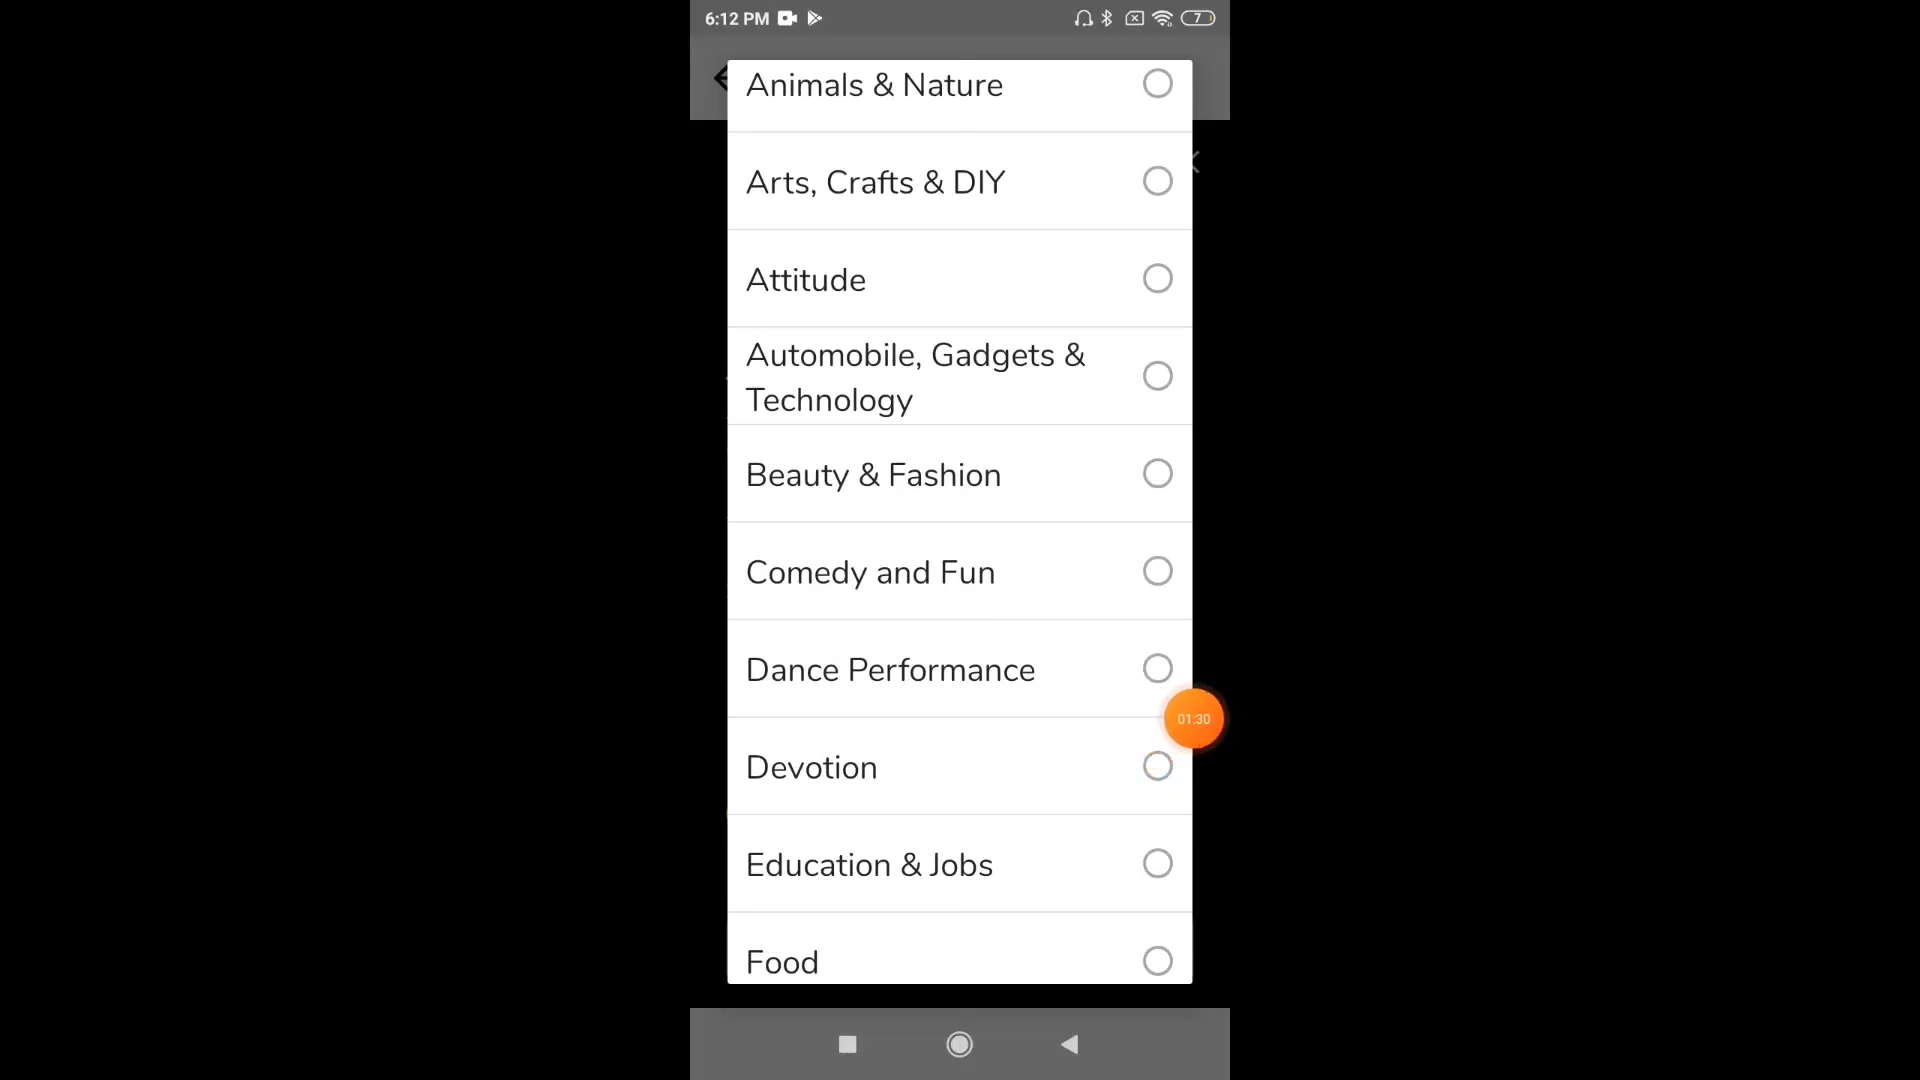 6:12 PM
7
Animals & Nature
Arts, Crafts & DIY
Attitude
Automobile, Gadgets &
Technology
Beauty & Fashion
Comedy and Fun
Dance Performance
01:30
Devotion
Education & Jobs
Food